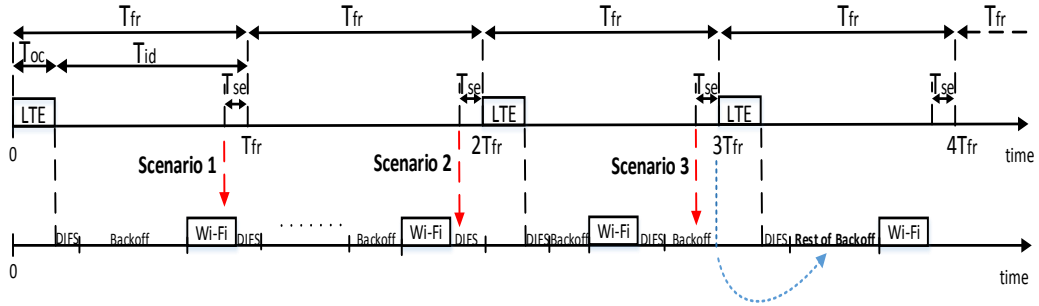 Tfr Tfr Tfr Tfr Tfr
Toc Tid
Tse Tse Tse Tse
LTE LTE LTE
0 Tfr 2Tfr 3Tfr 4Tfr time
Scenario 1 Scenario 2 Scenario 3
DIFS Backoff Wi-Fi DIFS ....... Backoff Wi-Fi DIFS DIFS Backoff Wi-Fi DIFS Backoff DIFS Rest of Backoff Wi-Fi
0 time